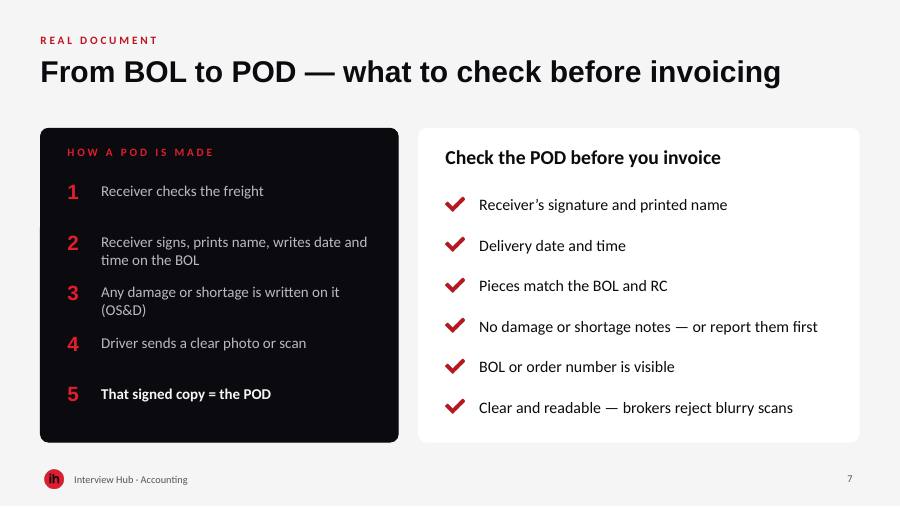 REAL DOCUMENT
From BOL to POD — what to check before invoicing
HOW A POD IS MADE
1 Receiver checks the freight
2 Receiver signs, prints name, writes date and
time on the BOL
3 Any damage or shortage is written on it
(OS&D)
4 Driver sends a clear photo or scan
5 That signed copy = the POD
Check the POD before you invoice
Receiver’s signature and printed name
Delivery date and time
Pieces match the BOL and RC
No damage or shortage notes — or report them first
BOL or order number is visible
Clear and readable — brokers reject blurry scans
ih Interview Hub · Accounting
7